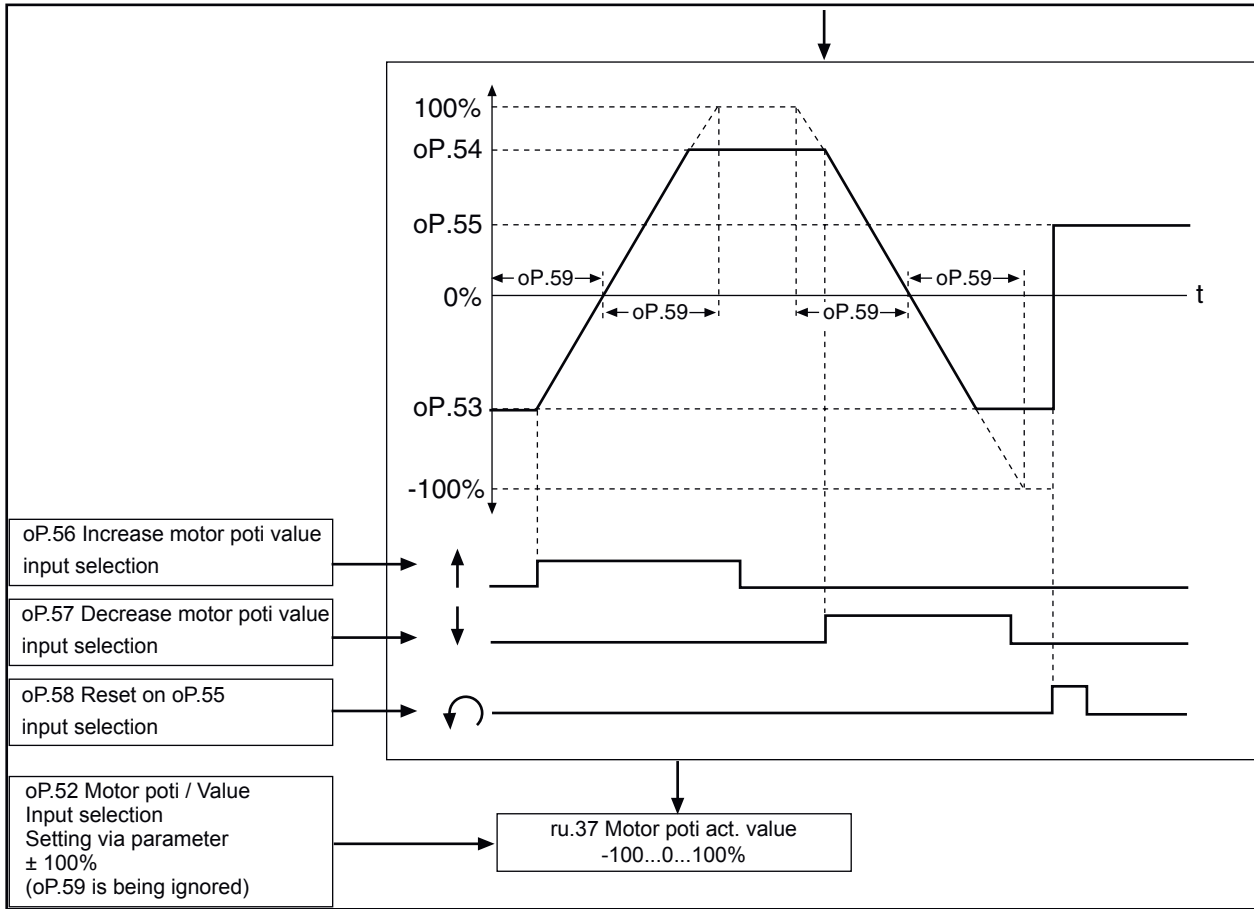 100%
oP.54
oP.55
oP.59
oP.59
0%
t
oP.59
oP.59
oP.53
-100%
oP.56 Increase motor poti value
input selection
oP.57 Decrease motor poti value
input selection
oP.58 Reset on oP.55
input selection
oP.52 Motor poti / Value
Input selection
Setting via parameter
± 100%
(oP.59 is being ignored)
ru.37 Motor poti act. value
-100...0...100%